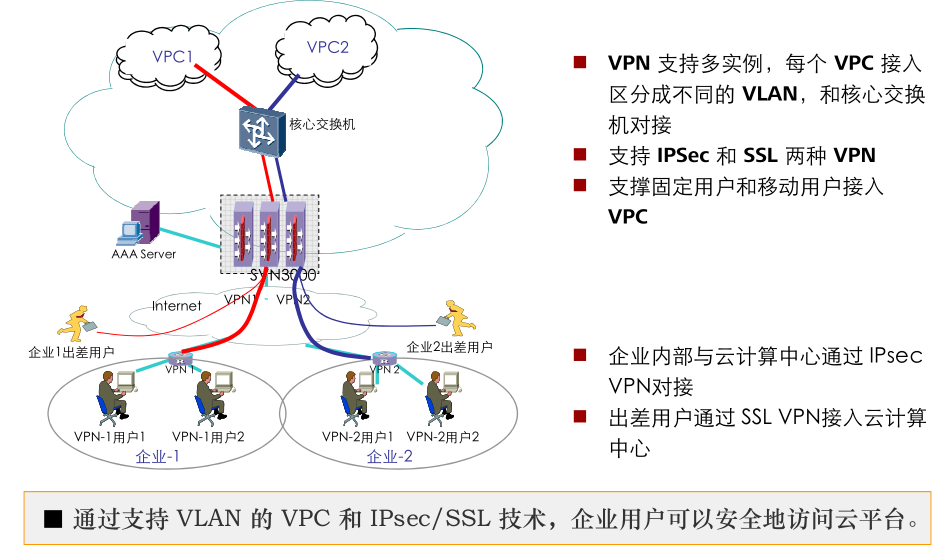 VPC1
VPC2
核心交换机
AAA Server
SVN3000
Internet
VPN1
VPN2
企业1出差用户
企业2出差用户
VPN 1
VPN 2
VPN-1用户1
VPN-1用户2
VPN-2用户1
VPN-2用户2
企业-1
企业-2
VPN 支持多实例，每个 VPC 接入
区分成不同的 VLAN，和核心交换
机对接
支持 IPSec 和 SSL 两种 VPN
支撑固定用户和移动用户接入
VPC
企业内部与云计算中心通过 IPsec
VPN对接
出差用户通过 SSL VPN接入云计算
中心
通过支持 VLAN 的 VPC 和 IPsec/SSL 技术，企业用户可以安全地访问云平台。